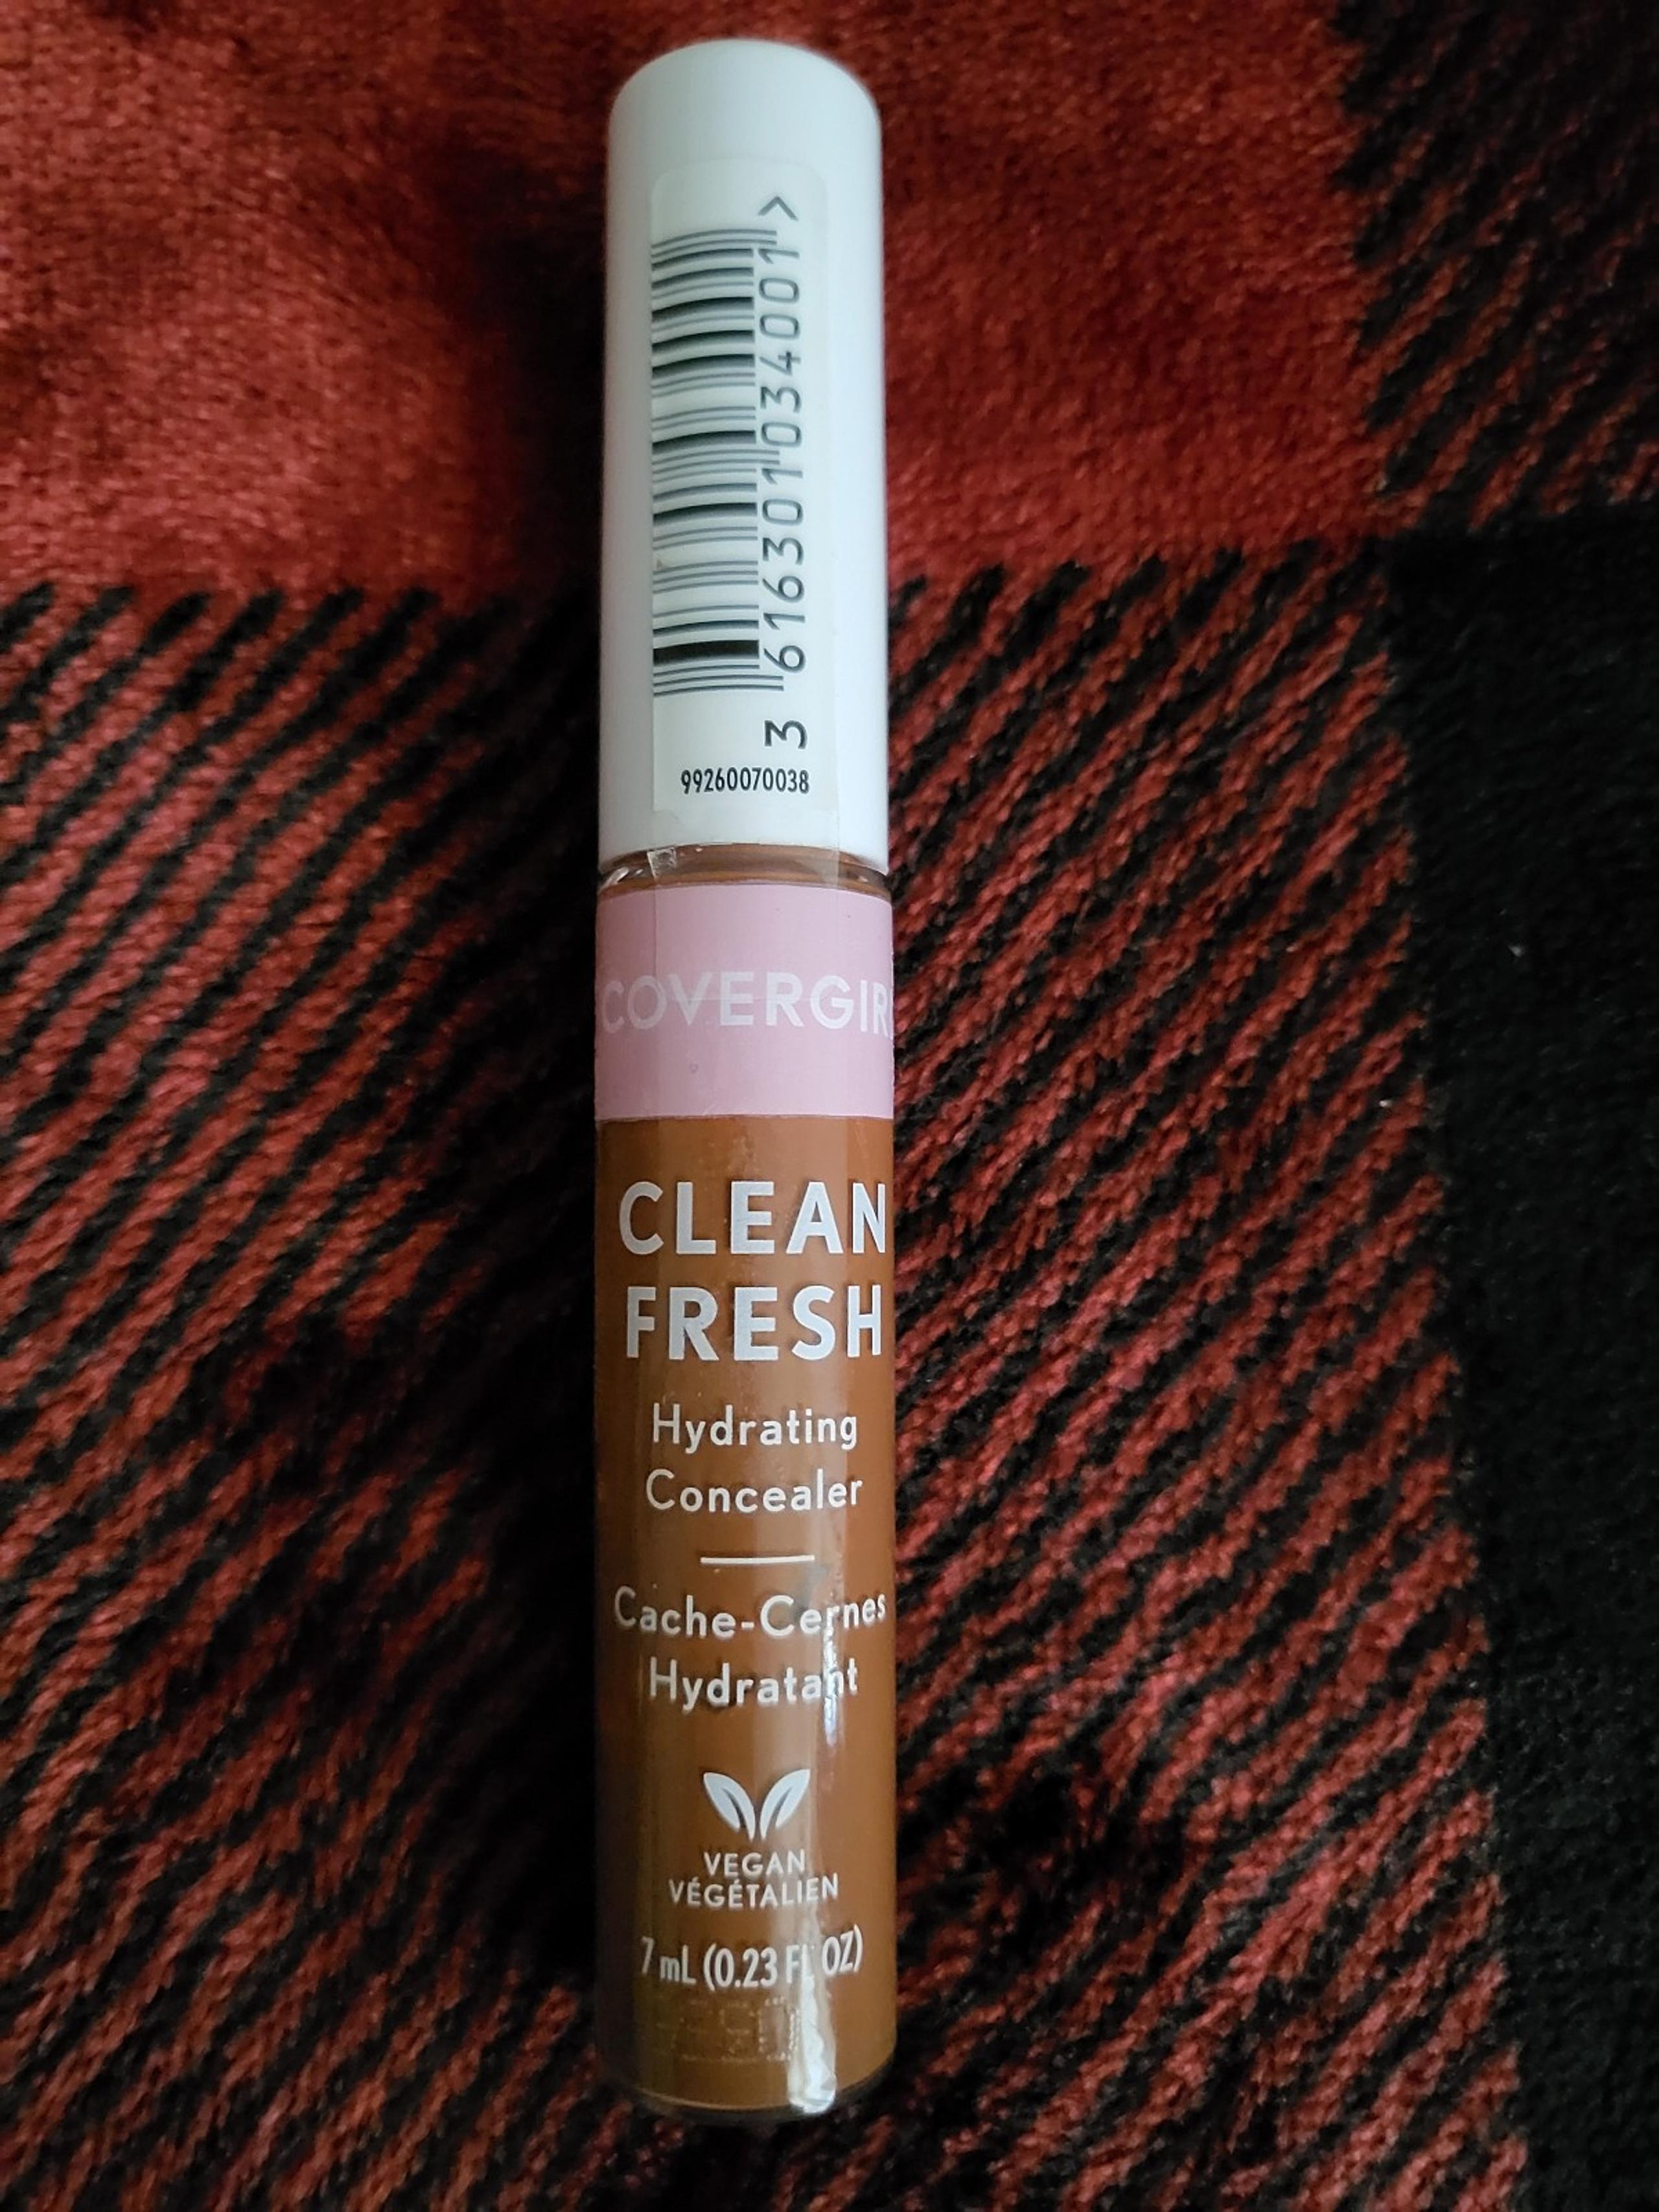 3 616301 034001 >
99260070038
COVERGIR
CLEAN
FRESH
Hydrating
Concealer
Cache-Cernes
Hydratant
VEGAN
VÉGÉTALIEN
7 mL (0.23 FL OZ)